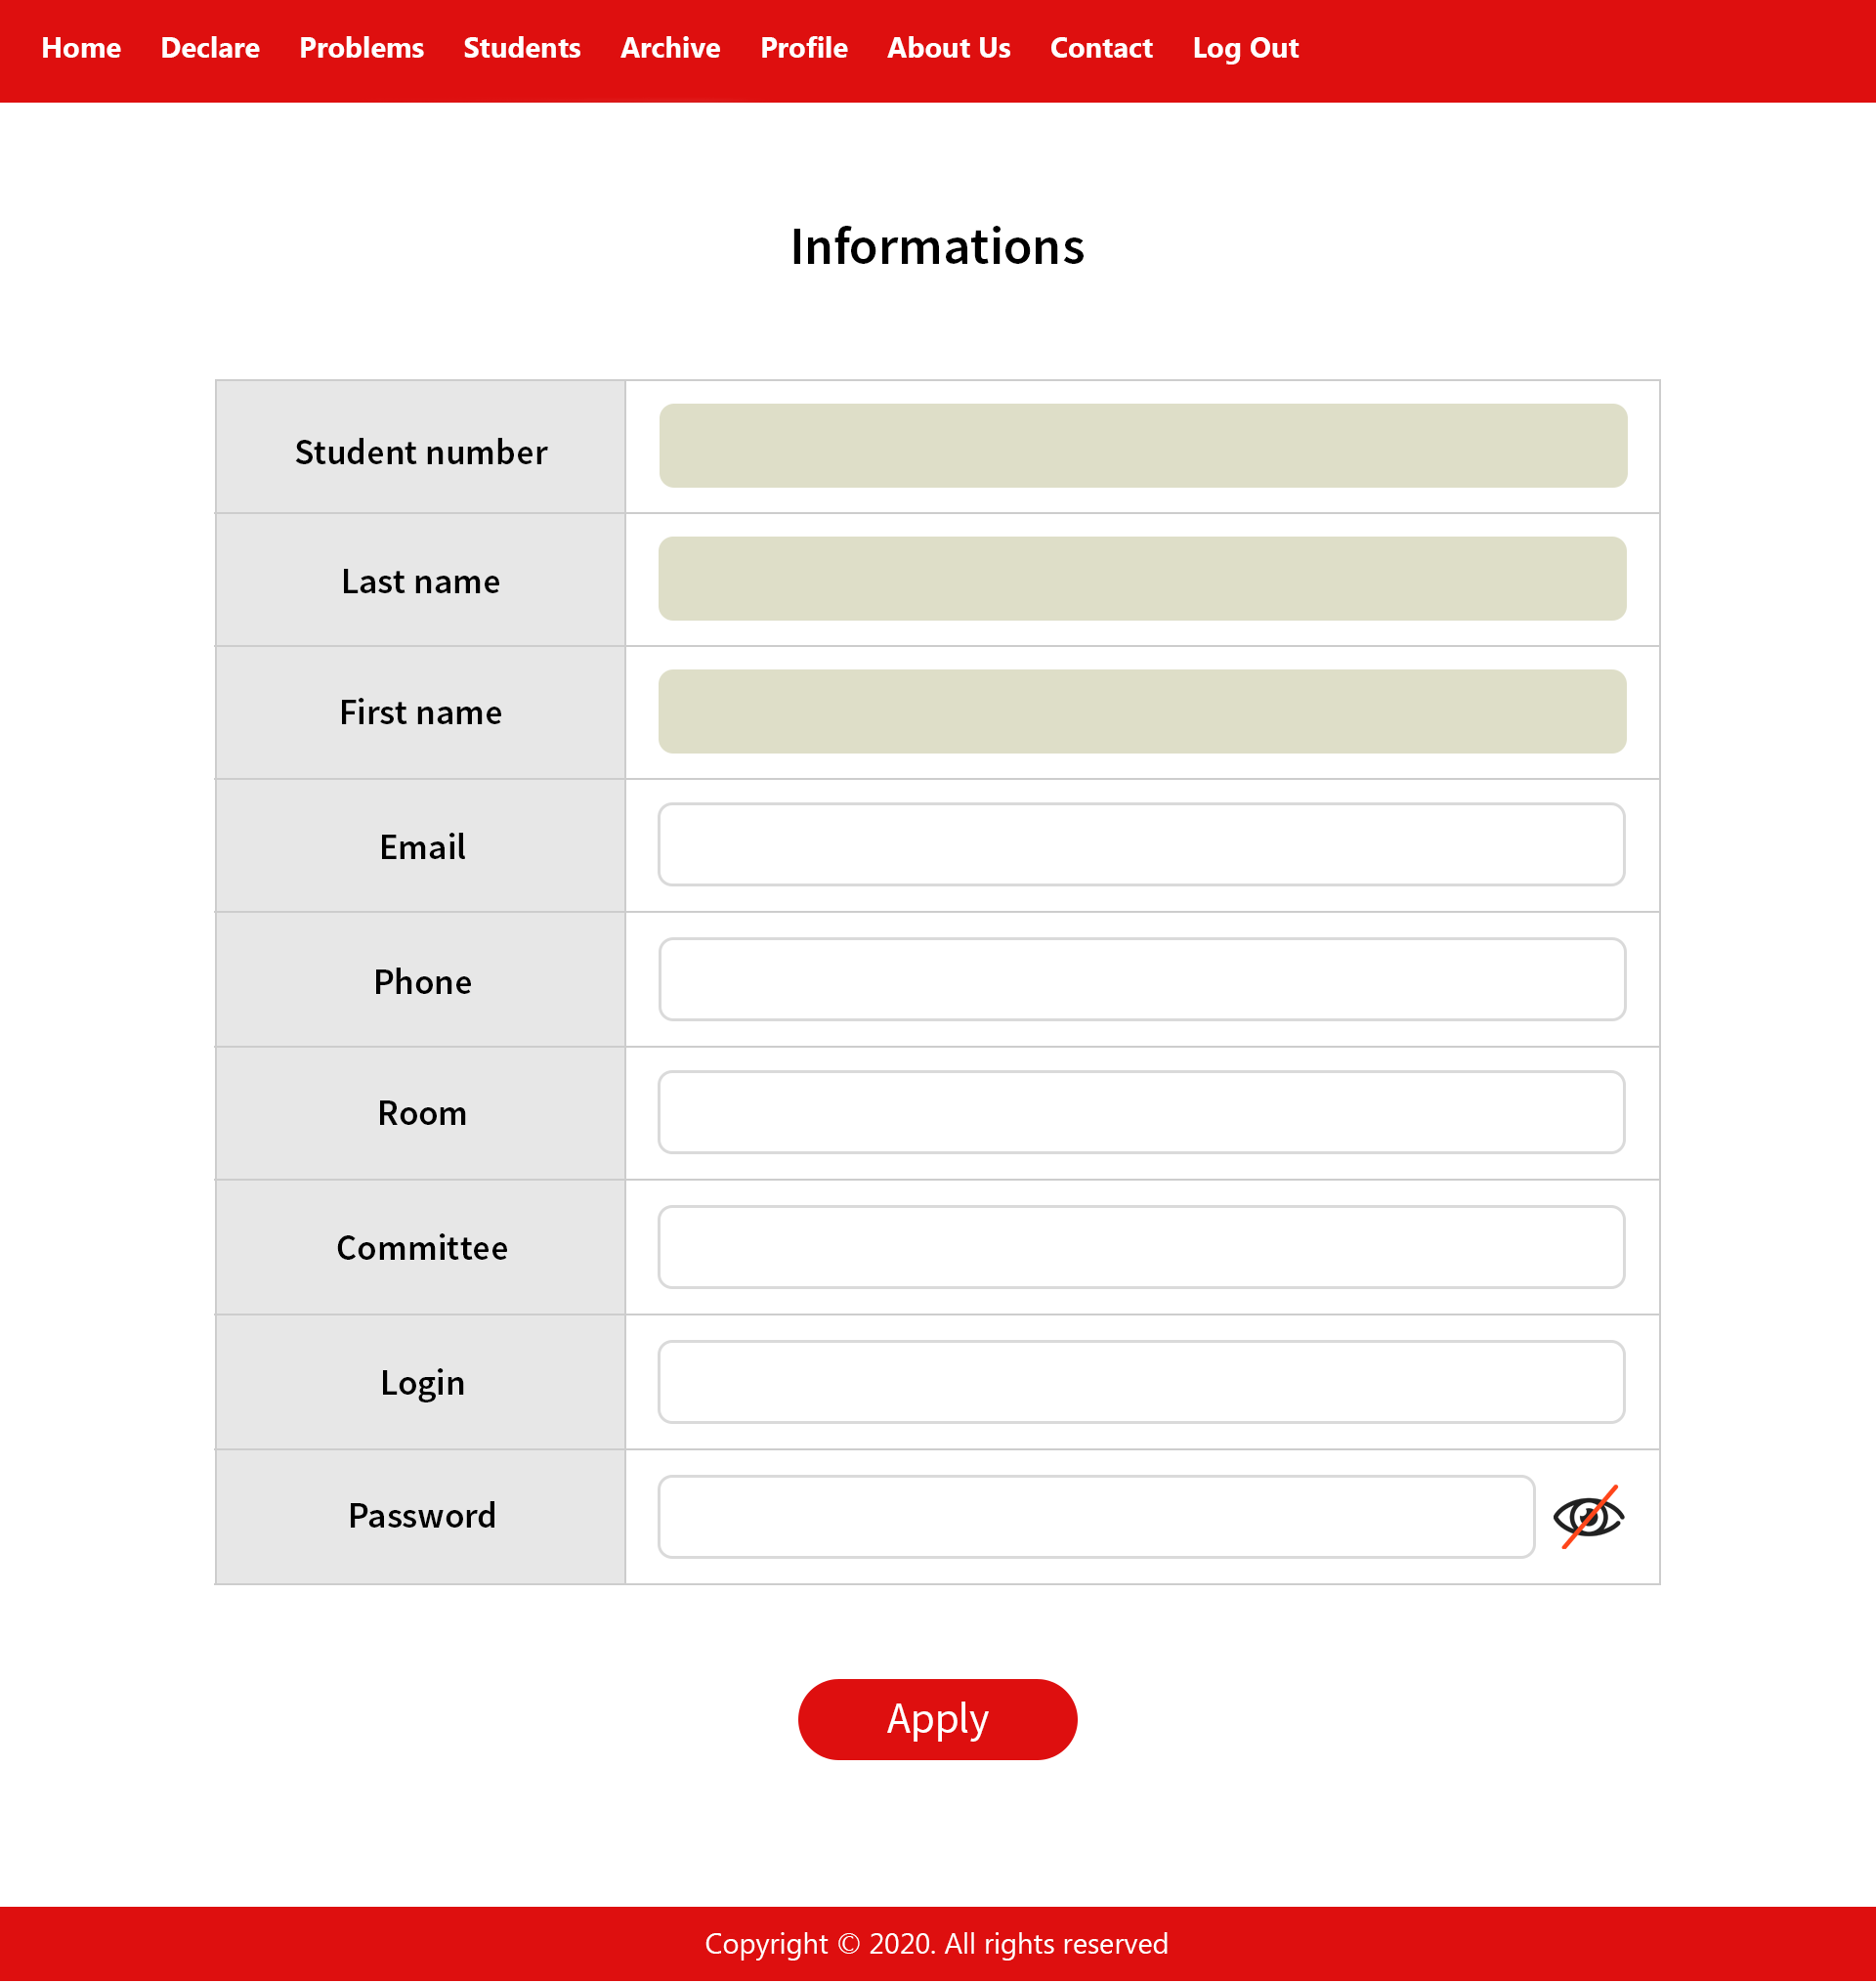 Home Declare Problems Students Archive Profile About Us Contact Log Out
Informations
Student number
Last name
First name
Email
Phone
Room
Committee
Login
Password
Apply
Copyright © 2020. All rights reserved